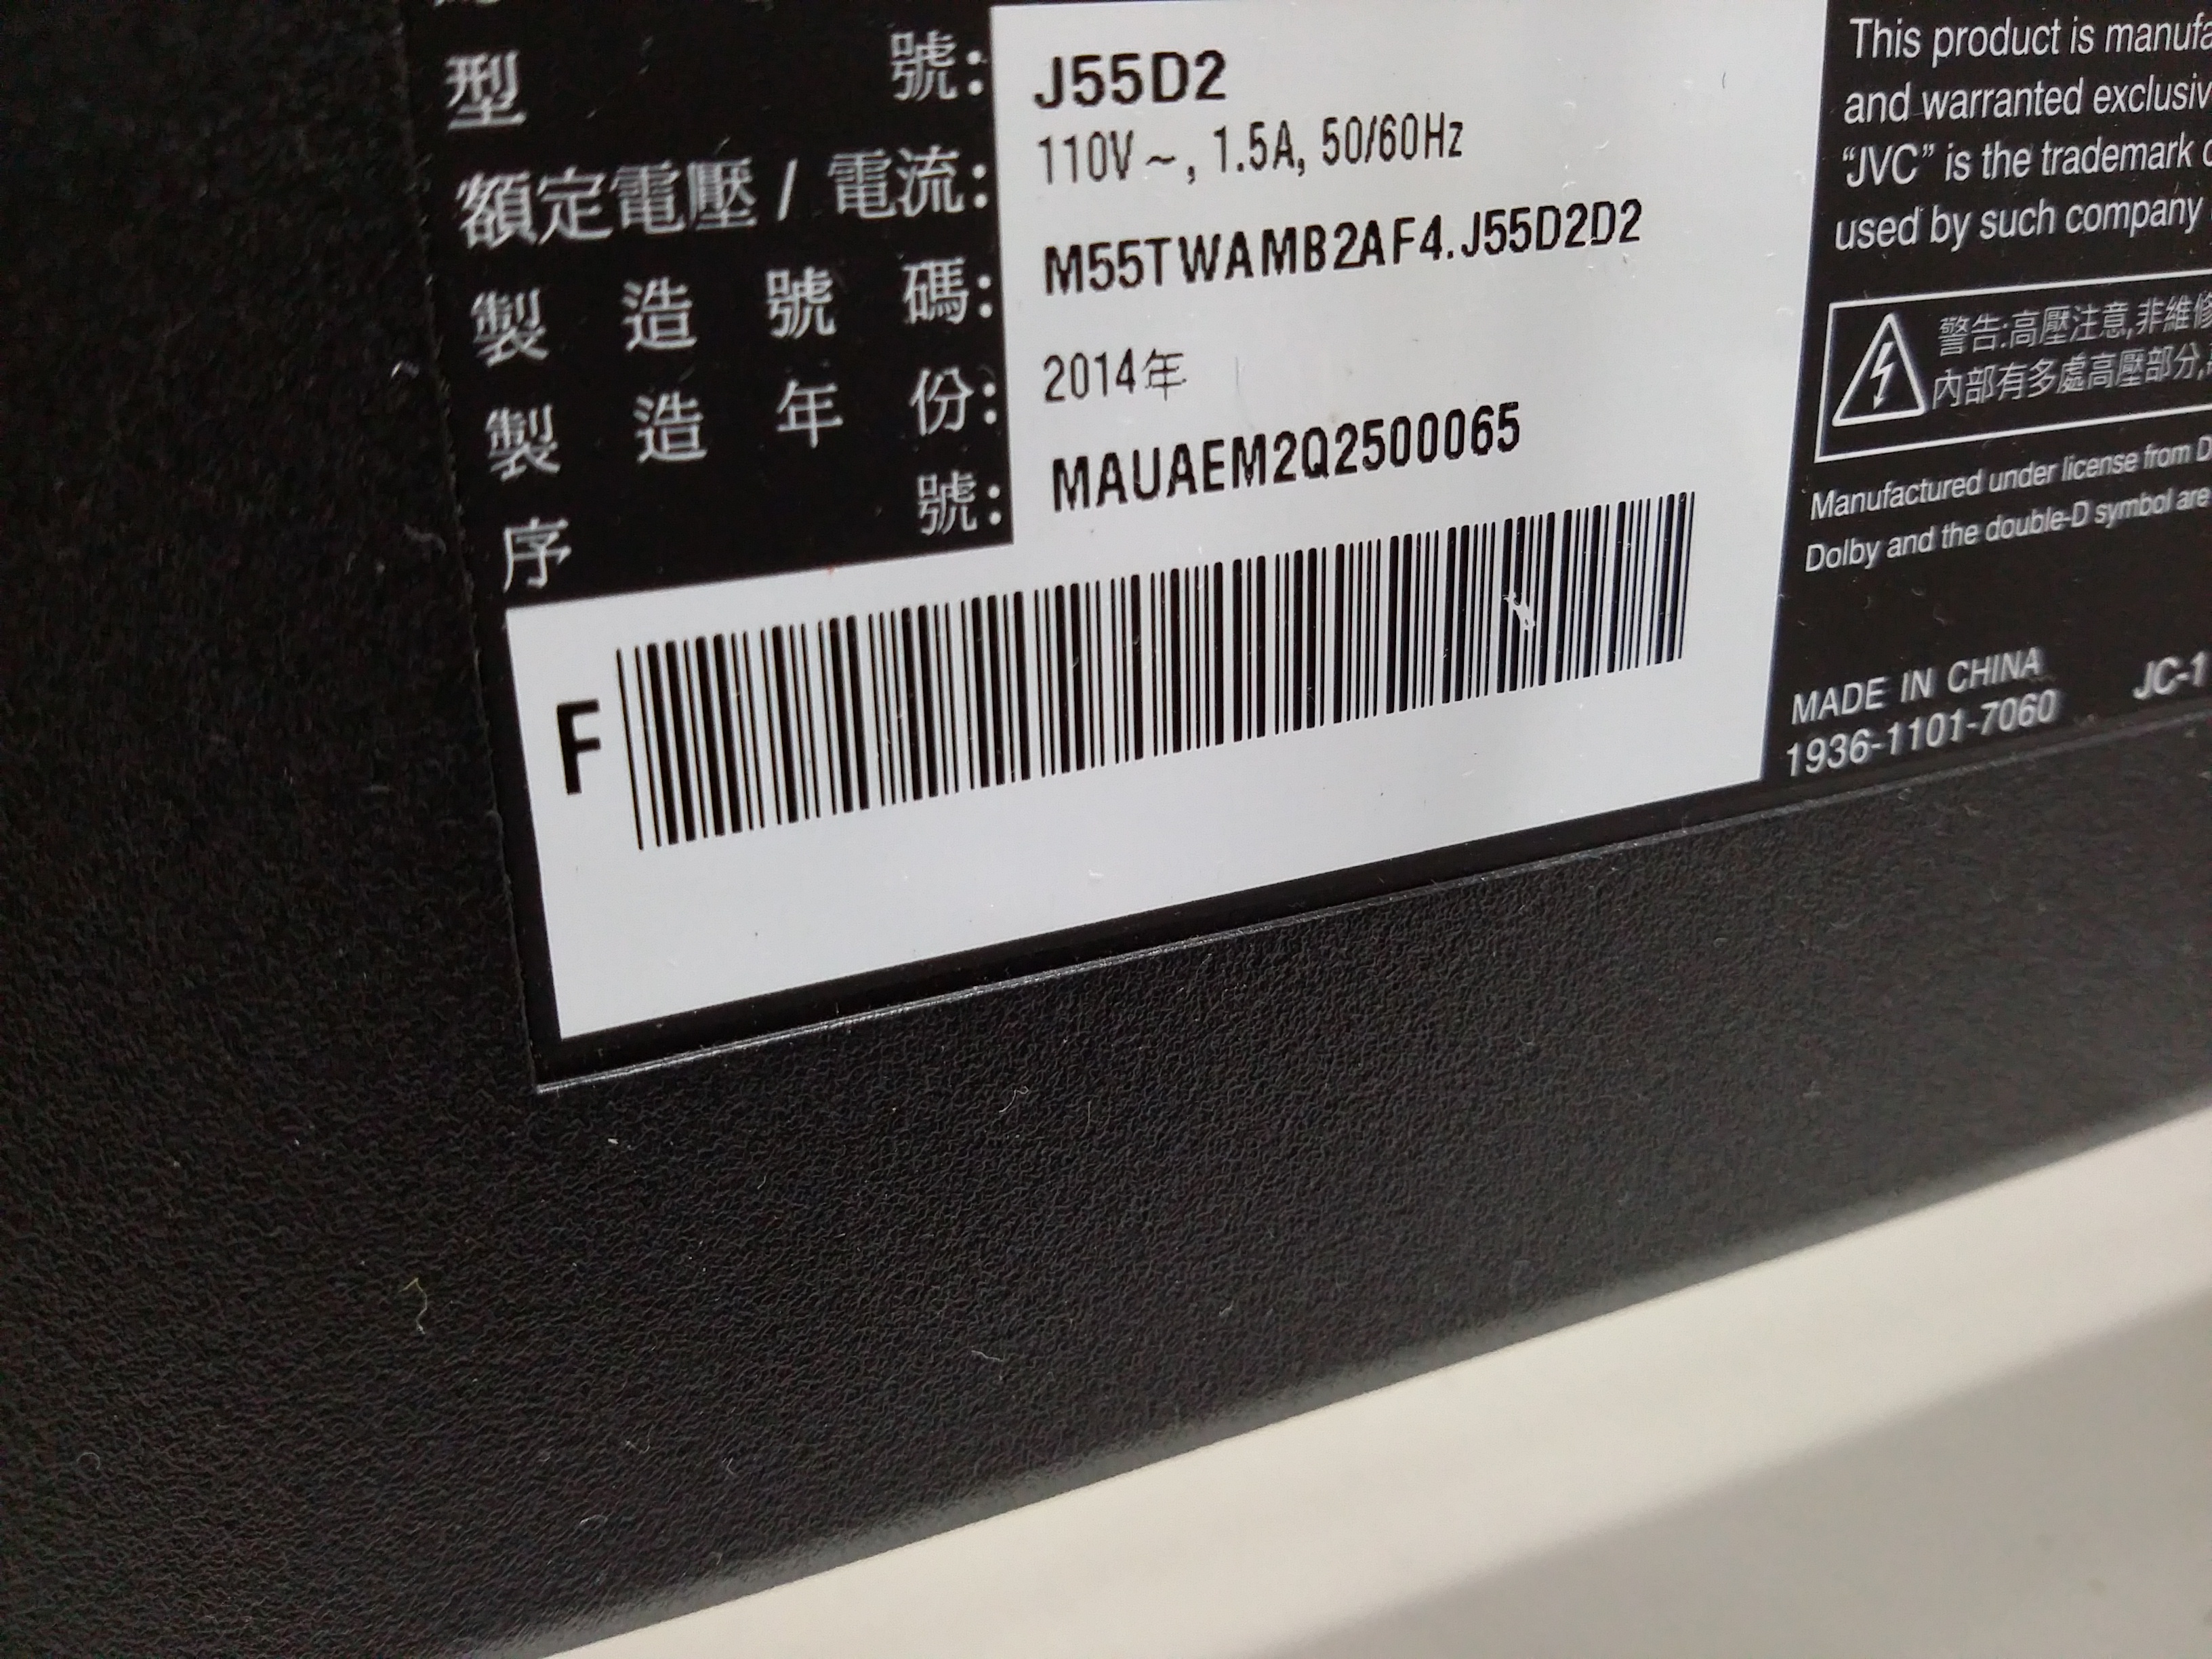 型 號: J55D2
額定電壓 / 電流: 110V～, 1.5A, 50/60Hz
製 造 號 碼: M55TWAMB2AF4.J55D2D2
製 造 年 份: 2014年
序 號: MAUAEM2Q2500065
F
This product is
and warranted
“JVC” is the trademark
used by such company
警告:高壓注意,非維修
內部有多處高壓部分,
Manufactured under license from
Dolby and the double-D symbol are
MADE IN CHINA
1936-1101-7060
JC-1